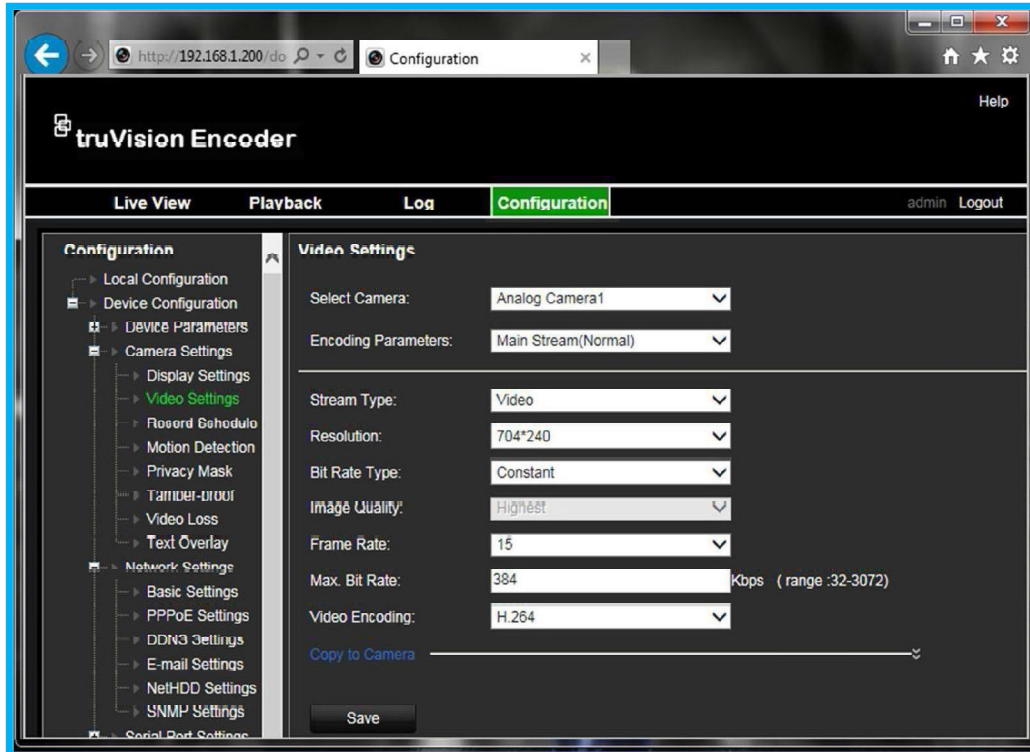 http://192.168.1.200/do
Configuration
Help
truVision Encoder
Live View Playback Log Configuration admin Logout
Configuration
Local Configuration
Device Configuration
Device Parameters
Camera Settings
Display Settings
Video Settings
Record Schedule
Motion Detection
Privacy Mask
Tamper-proof
Video Loss
Text Overlay
Network Settings
Basic Settings
PPPoE Settings
DDNS Settings
E-mail Settings
NetHDD Settings
SNMP Settings
Serial Port Settings
Video Settings
Select Camera: Analog Camera1
Encoding Parameters: Main Stream(Normal)
Stream Type: Video
Resolution: 704*240
Bit Rate Type: Constant
Image Quality: Highest
Frame Rate: 15
Max. Bit Rate: 384 Kbps ( range :32-3072)
Video Encoding: H.264
Copy to Camera
Save